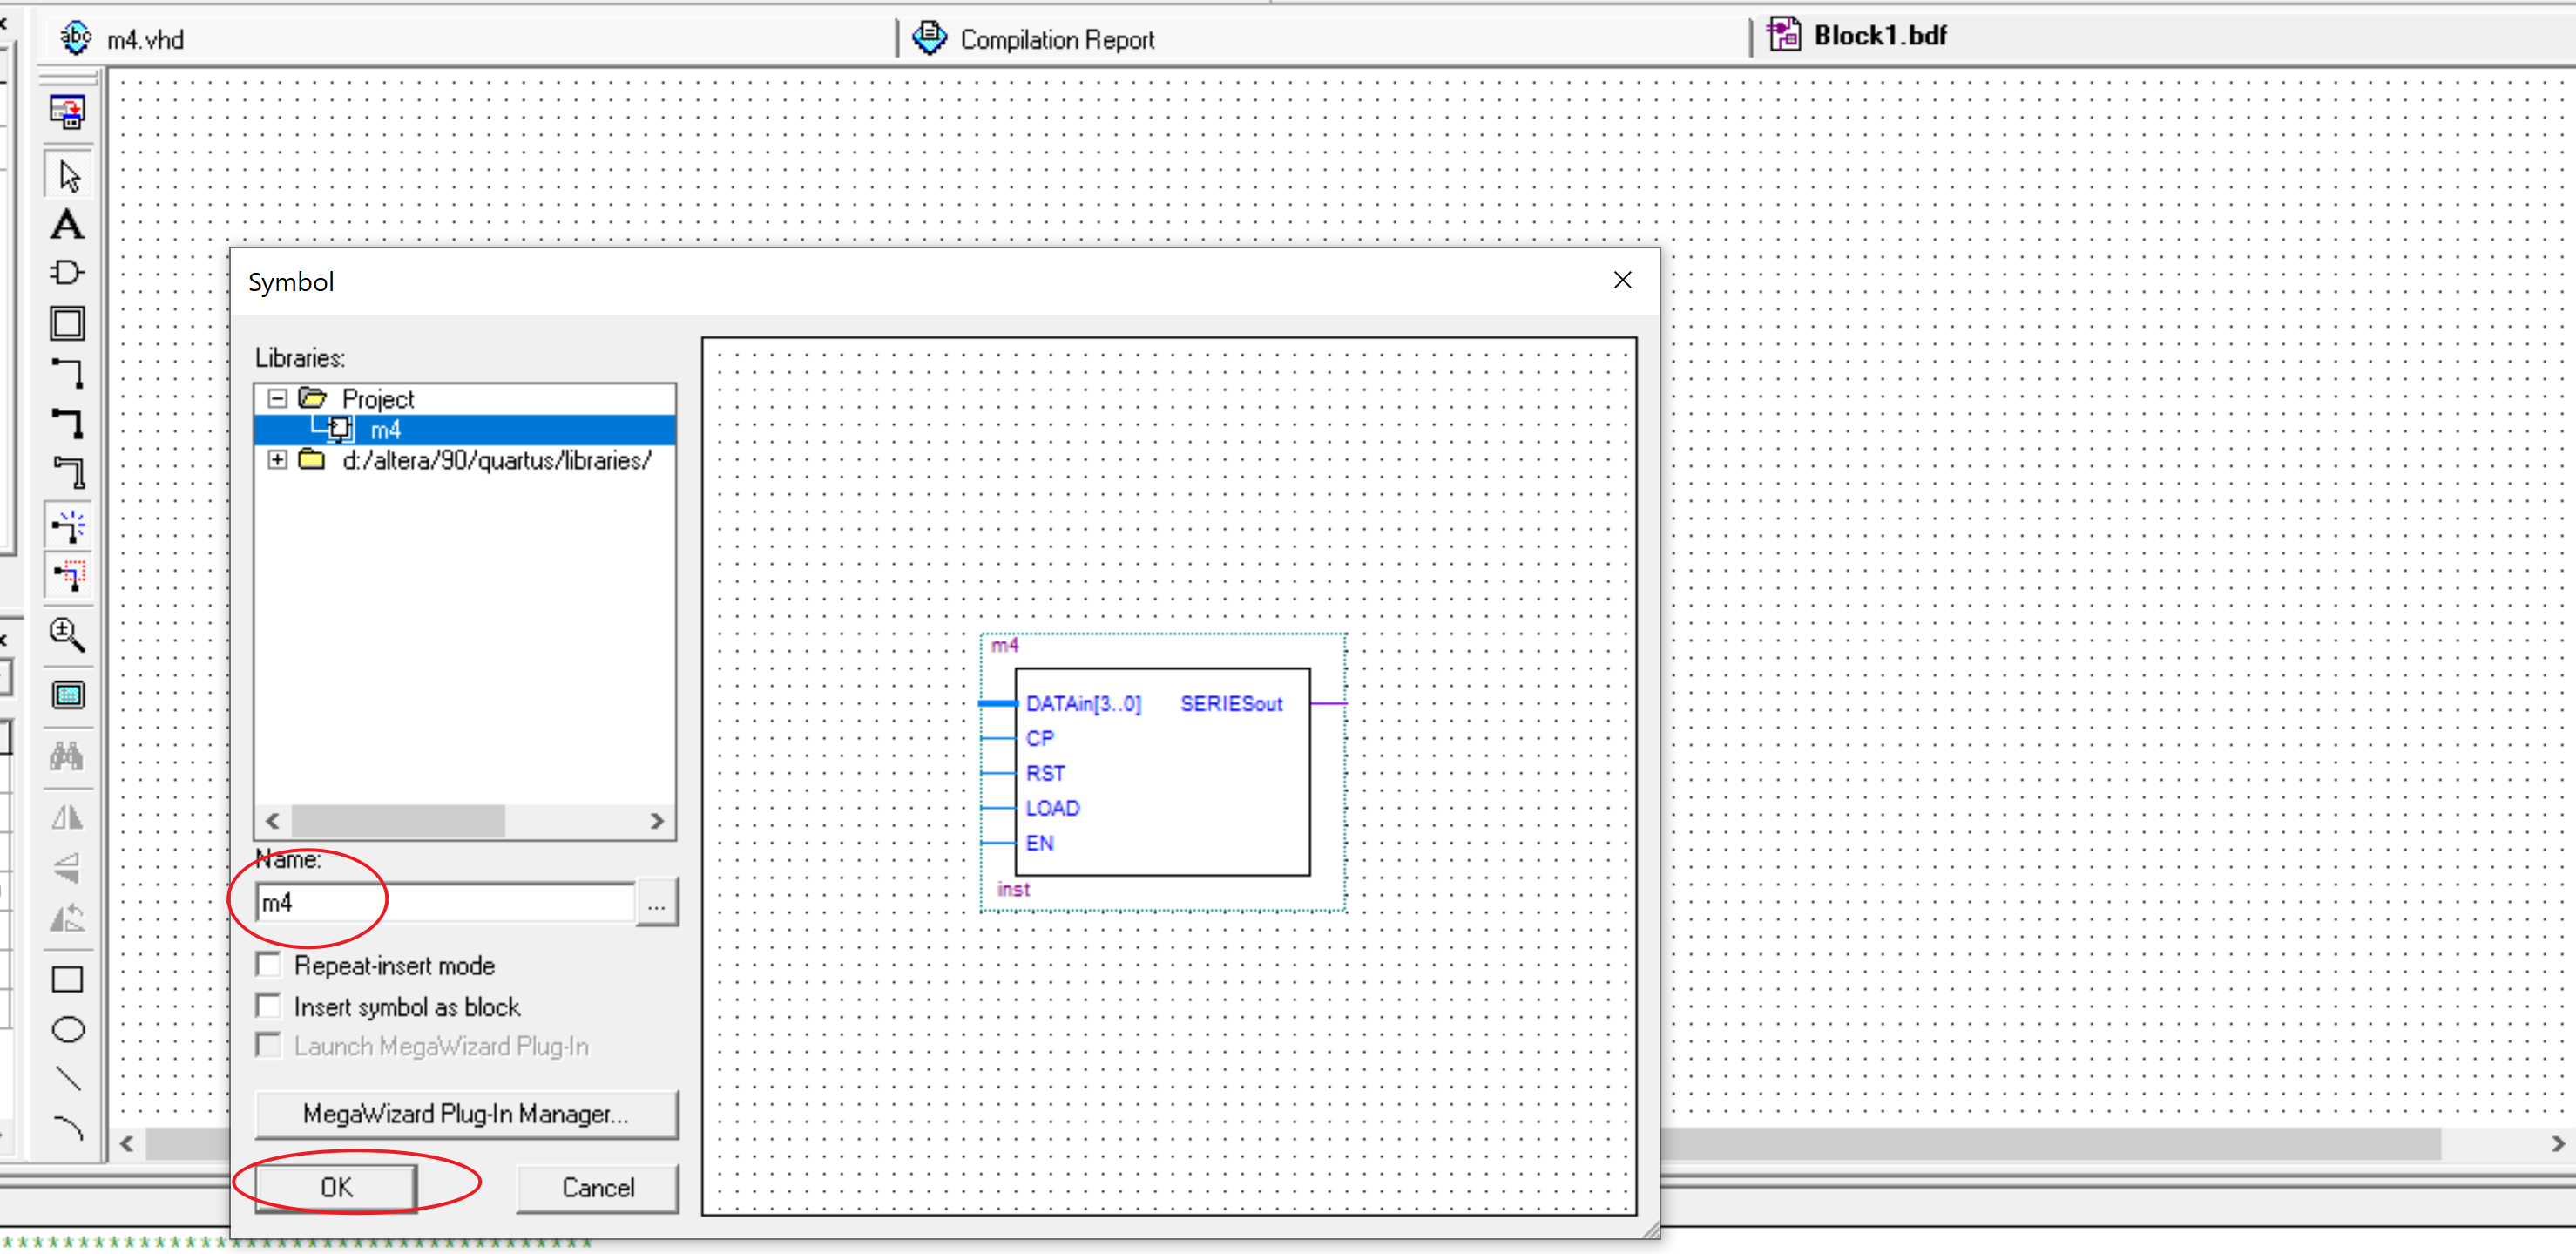 m4.vhd
Compilation Report
Block1.bdf
Symbol
Libraries:
Project
m4
d:/altera/90/quartus/libraries/
Name:
m4
...
Repeat-insert mode
Insert symbol as block
Launch MegaWizard Plug-In
MegaWizard Plug-In Manager...
OK
Cancel
m4
DATAin[3..0] SERIESout
CP
RST
LOAD
EN
inst
***************************************